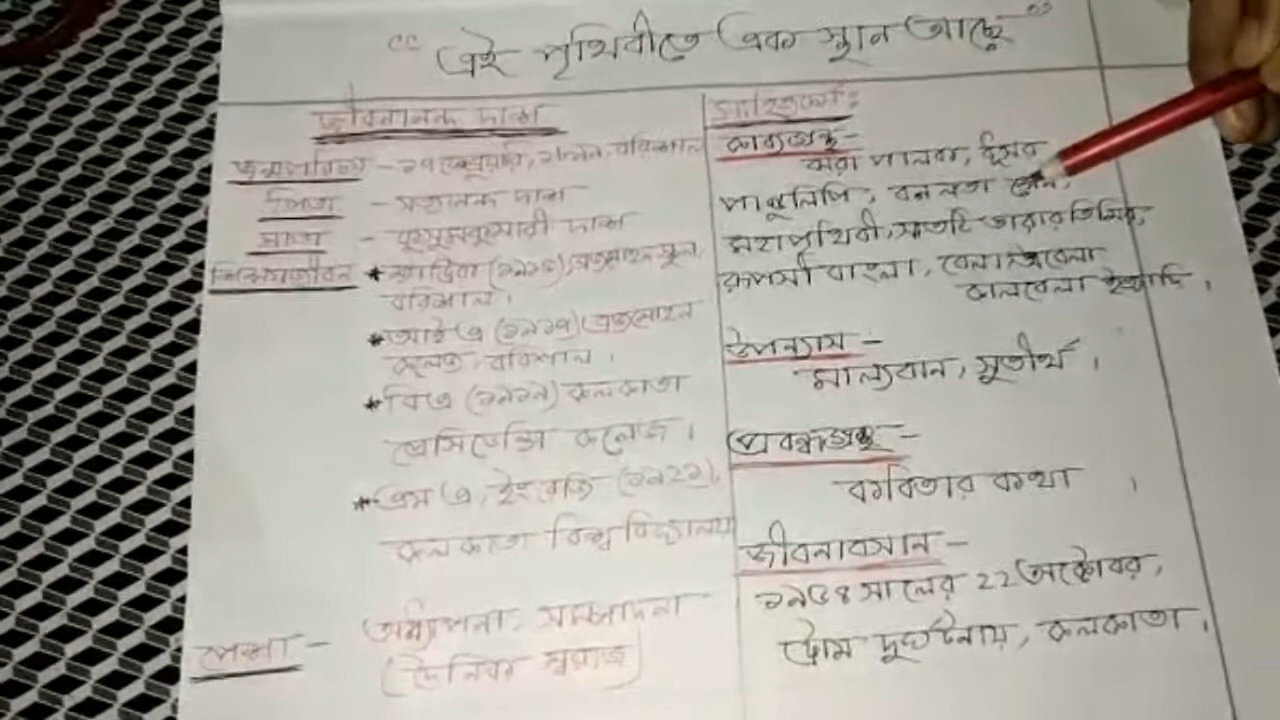 "এই পৃথিবীতে এক স্থান আছে"
জীবনানন্দ দাশ
জন্মপরিচয় - ১৭ ফেব্রুয়ারি, ১৮৯৯, বরিশাল
পিতা - সত্যানন্দ দাশ
মাতা - কুসুমকুমারী দাশ
শিক্ষাজীবন * ম্যাট্রিক (১৯১৫), ব্রজমোহন স্কুল,
বরিশাল।
* আই এ (১৯১৭) ব্রজমোহন
কলেজ, বরিশাল।
* বিএ (১৯১৯) কলকাতা
প্রেসিডেন্সি কলেজ।
* এম এ, ইংরেজি (১৯২১),
কলকাতা বিশ্ববিদ্যালয়
পেশা - অধ্যাপনা, সম্পাদনা
(দৈনিক স্বরাজ)
সাহিত্যকর্ম:
কাব্যগ্রন্থ -
ঝরা পালক, ধূসর
পাণ্ডুলিপি, বনলতা সেন,
মহাপৃথিবী, সাতটি তারার তিমির,
রূপসী বাংলা, বেলা অবেলা
কালবেলা ইত্যাদি।
উপন্যাস -
মাল্যবান, সুতীর্থ।
প্রবন্ধগ্রন্থ -
কবিতার কথা ।
জীবনাবসান -
১৯৫৪ সালের ২২ অক্টোবর,
ট্রাম দুর্ঘটনায়, কলকাতা।